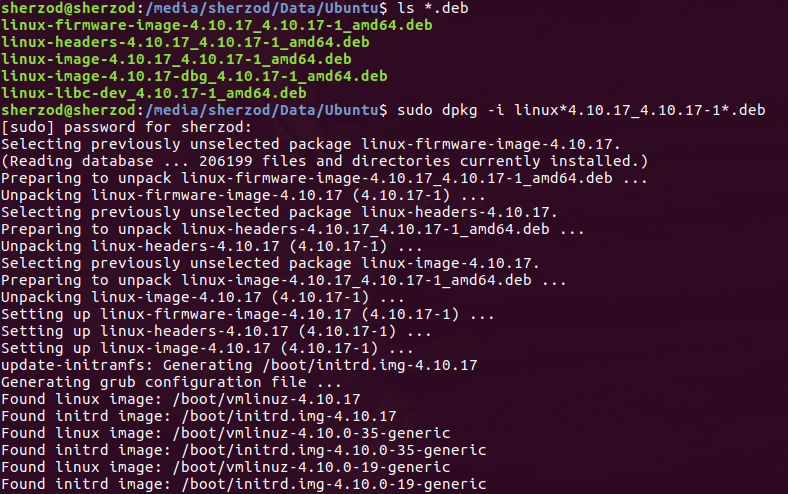 sherzod@sherzod:/media/sherzod/Data/Ubuntu$ ls *.deb
linux-firmware-image-4.10.17_4.10.17-1_amd64.deb
linux-headers-4.10.17_4.10.17-1_amd64.deb
linux-image-4.10.17_4.10.17-1_amd64.deb
linux-image-4.10.17-dbg_4.10.17-1_amd64.deb
linux-libc-dev_4.10.17-1_amd64.deb
sherzod@sherzod:/media/sherzod/Data/Ubuntu$ sudo dpkg -i linux*4.10.17_4.10.17-1*.deb
[sudo] password for sherzod:
Selecting previously unselected package linux-firmware-image-4.10.17.
(Reading database ... 206199 files and directories currently installed.)
Preparing to unpack linux-firmware-image-4.10.17_4.10.17-1_amd64.deb ...
Unpacking linux-firmware-image-4.10.17 (4.10.17-1) ...
Selecting previously unselected package linux-headers-4.10.17.
Preparing to unpack linux-headers-4.10.17_4.10.17-1_amd64.deb ...
Unpacking linux-headers-4.10.17 (4.10.17-1) ...
Selecting previously unselected package linux-image-4.10.17.
Preparing to unpack linux-image-4.10.17_4.10.17-1_amd64.deb ...
Unpacking linux-image-4.10.17 (4.10.17-1) ...
Setting up linux-firmware-image-4.10.17 (4.10.17-1) ...
Setting up linux-headers-4.10.17 (4.10.17-1) ...
Setting up linux-image-4.10.17 (4.10.17-1) ...
update-initramfs: Generating /boot/initrd.img-4.10.17
Generating grub configuration file ...
Found linux image: /boot/vmlinuz-4.10.17
Found initrd image: /boot/initrd.img-4.10.17
Found linux image: /boot/vmlinuz-4.10.0-35-generic
Found initrd image: /boot/initrd.img-4.10.0-35-generic
Found linux image: /boot/vmlinuz-4.10.0-19-generic
Found initrd image: /boot/initrd.img-4.10.0-19-generic